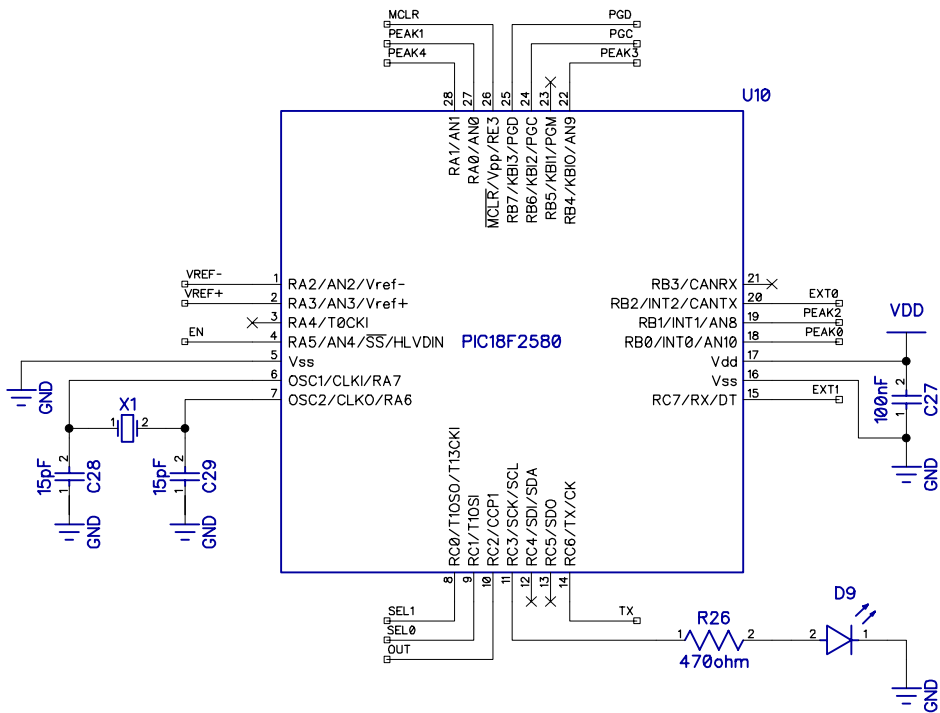 MCLR
PGD
PEAK1
PGC
PEAK4
PEAK3
28
27
26
25
24
23
22
U10
RA1/AN1
RA0/AN0
MCLR/Vpp/RE3
RB7/KBI3/PGD
RB6/KBI2/PGC
RB5/KBI1/PGM
RB4/KBIO/AN9
VREF-
1
RA2/AN2/Vref-
RB3/CANRX
21
VREF+
2
RA3/AN3/Vref+
RB2/INT2/CANTX
20
EXT0
3
RA4/T0CKI
RB1/INT1/AN8
19
PEAK2
VDD
EN
4
RA5/AN4/SS/HLVDIN
PIC18F2580
RB0/INT0/AN10
18
PEAK0
5
Vss
Vdd
17
6
OSC1/CLKI/RA7
Vss
16
7
OSC2/CLKO/RA6
RC7/RX/DT
15
EXT1
GND
X1
1
2
100nF
2
1
C27
GND
15pF
2
1
C28
GND
15pF
2
1
C29
GND
RC0/T1OSO/T13CKI
RC1/T1OSI
RC2/CCP1
RC3/SCK/SCL
RC4/SDI/SDA
RC5/SDO
RC6/TX/CK
8
9
10
11
12
13
14
SEL1
SEL0
OUT
TX
R26
1
2
470ohm
D9
2
1
GND